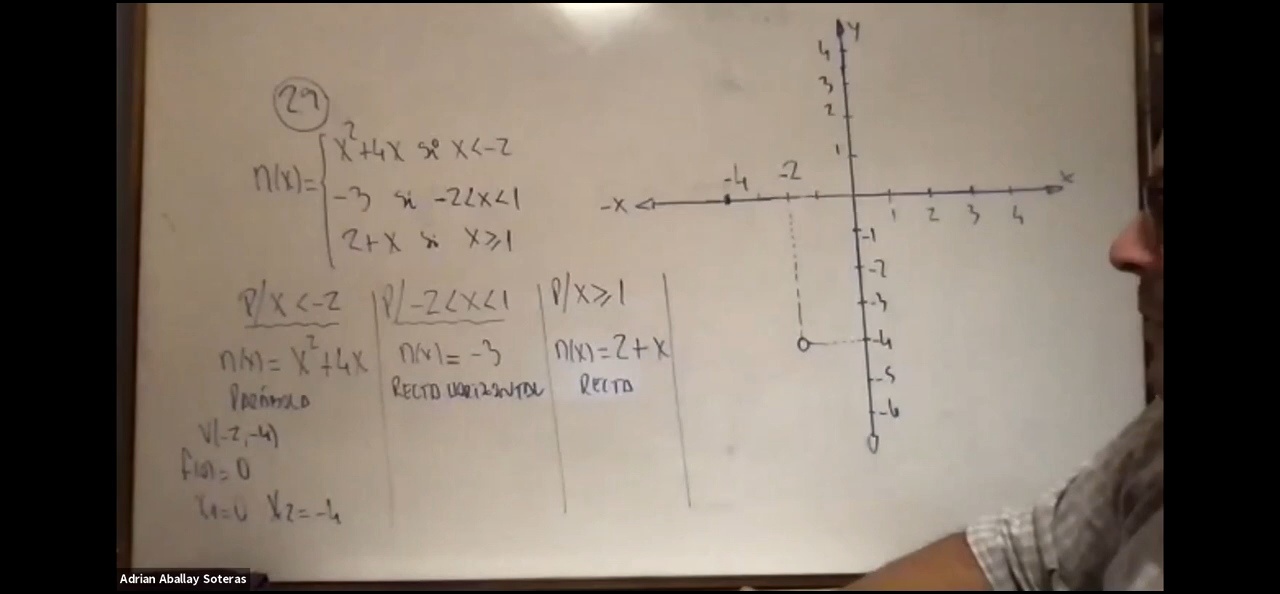 29
n(x)= { x²+4x si x<-2
-3 si -2<x<1
2+x si x≥1
P/x<-2 | P/-2<x<1 | P/x≥1
n(x)= x²+4x | n(x)= -3 | n(x)=2+x
PARÁBOLA | RECTA HORIZONTAL | RECTA
V(-2,-4)
f(0)=0
x1=0 x2=-4
y
4
3
2
1
-4 -2
-x x
1 2 3 4
-1
-2
-3
-4
-5
-6
Adrian Aballay Soteras